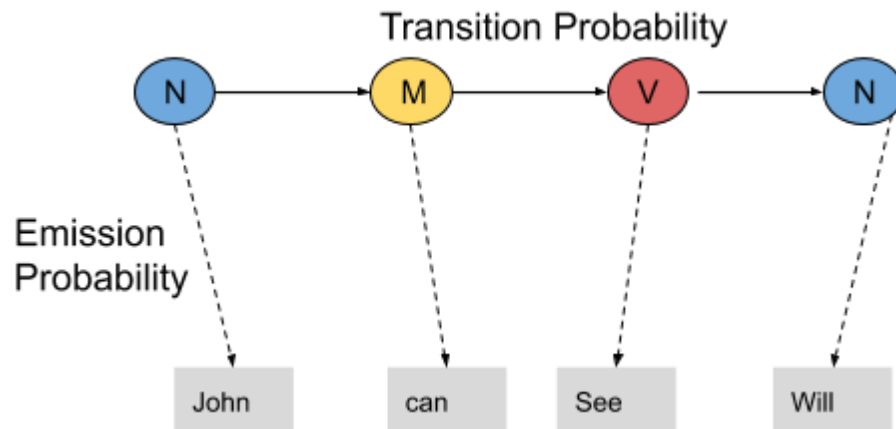 Transition Probability
N
M
V
N
Emission
Probability
John
can
See
Will